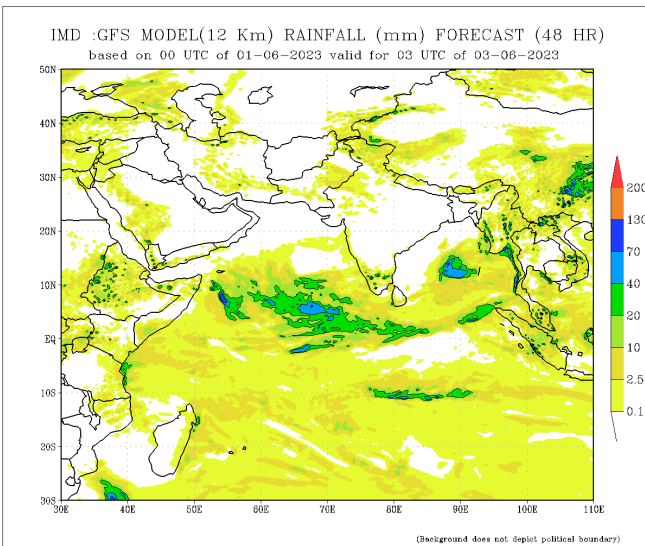 IMD :GFS MODEL(12 Km) RAINFALL (mm) FORECAST (48 HR)
based on 00 UTC of 01-06-2023 valid for 03 UTC of 03-06-2023
50N
40N
30N
20N
10N
EQ
10S
20S
30S
30E 40E 50E 60E 70E 80E 90E 100E 110E
200
130
70
40
20
10
2.5
0.1
(Background does not depict political boundary)